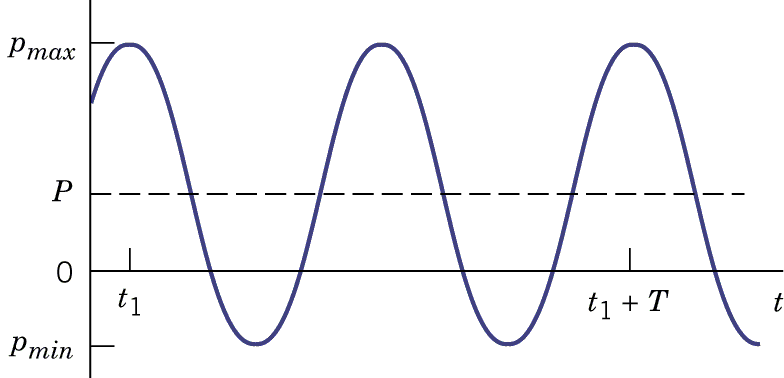 p_max
P
0
t_1
t_1 + T
t
p_min